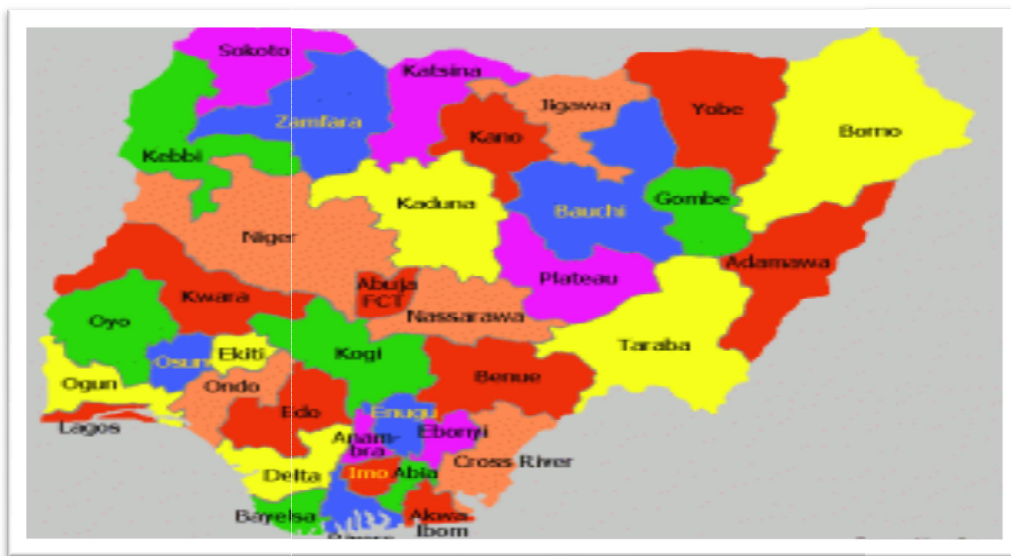 Sokoto
Katsina
Jigawa
Yobe
Zamfara
Kano
Borno
Kebbi
Kaduna
Gombe
Bauchi
Niger
Adamawa
Plateau
Abuja
FCT
Kwara
Nassarawa
Oyo
Taraba
Kogi
Osun
Ekiti
Benue
Ogun
Ondo
Edo
Enugu
Lagos
Anam-
bra
Ebonyi
Cross River
Delta
Imo
Abia
Bayelsa
Akwa
Ibom